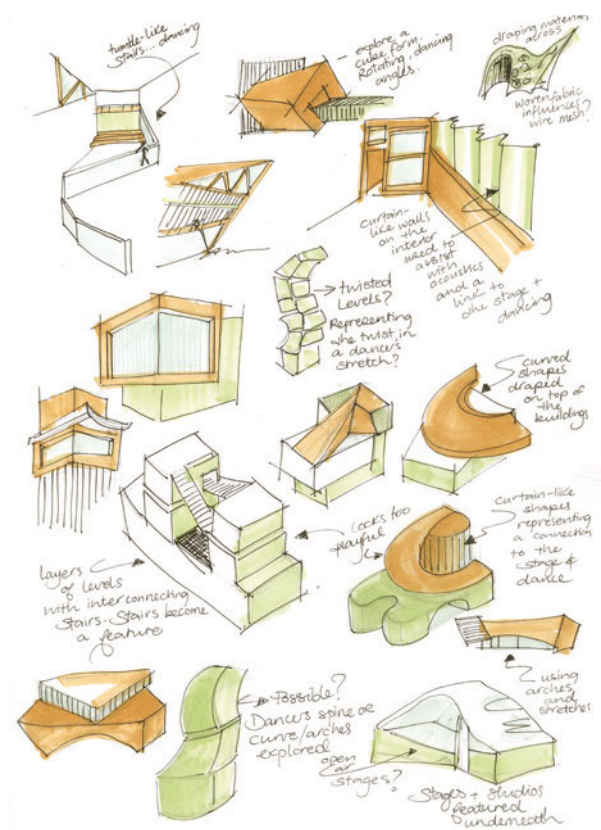 tumble-like
stairs... dancing
explore a
cube form.
Rotating, dancing
angles.
draping material
across
woven fabric
influences
wire mesh?
curtain-
like walls
on the
interior
used to
assist
with
acoustics
and a
link to
the stage +
dancing
twisted
levels?
Representing
the twist in
a dancers
stretch?
curved
shapes
draped
on top of
the
buildings
looks too
playful
curtain-like
shapes
representing
a connection
to the
stage &
dance
layers
of levels
with interconnecting
stairs - stairs become
a feature
using
arches
and
stretches
Possible?
Dancers spine or
curve/arches
explored
open
air
stages?
Stages + studios
featured
underneath